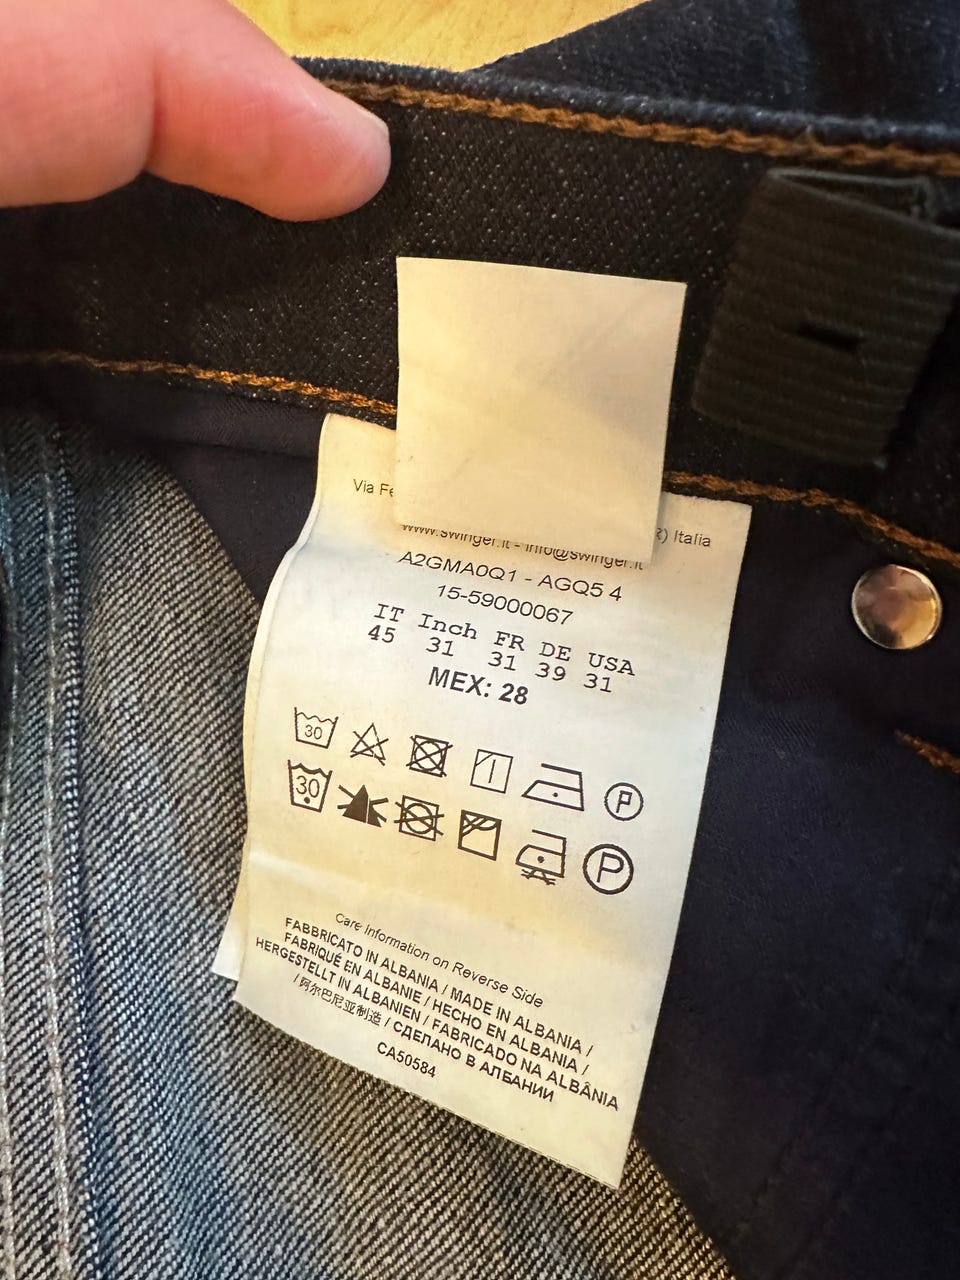 Via Fe
R) Italia
www.swinger.it - info@swinger.it
A2GMA0Q1 - AGQ5 4
15-59000067
IT Inch FR DE USA
45 31 31 39 31
MEX: 28
30
P
30
P
Care information on Reverse Side
FABBRICATO IN ALBANIA / MADE IN ALBANIA /
FABRIQUÉ EN ALBANIE / HECHO EN ALBANIA /
HERGESTELLT IN ALBANIEN / FABRICADO NA ALBÂNIA
/ 阿尔巴尼亚制造 / СДЕЛАНО В АЛБАНИИ
CA50584